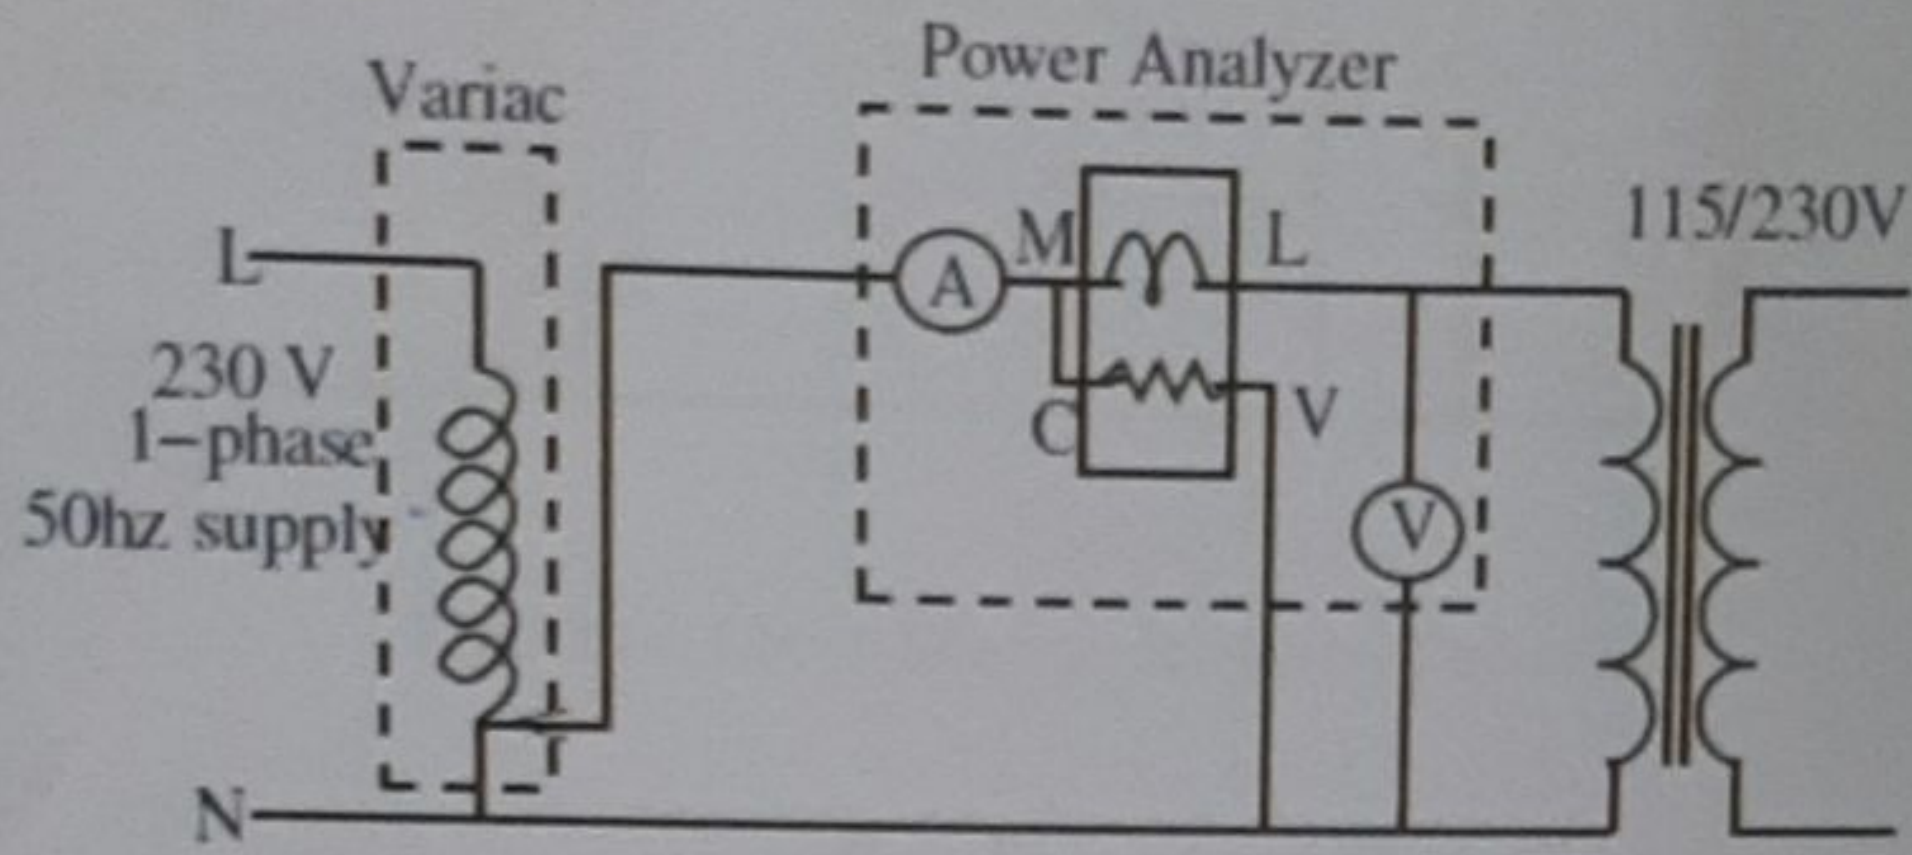 Power Analyzer
Variac
115/230V
L
A
M
L
230 V
1-phase
50hz supply
C
V
V
N